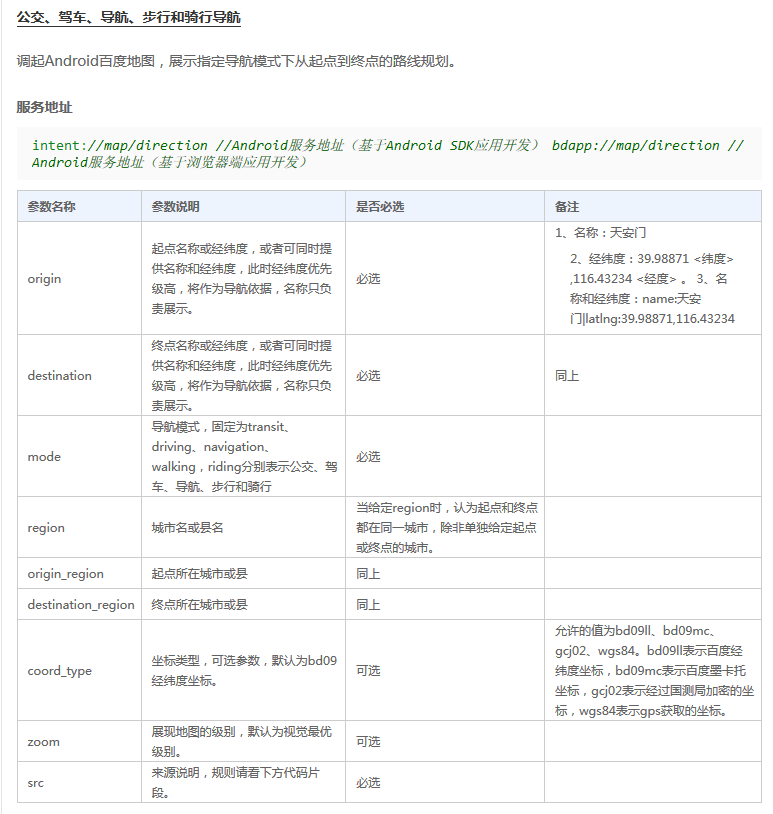 公交、驾车、导航、步行和骑行导航
调起Android百度地图，展示指定导航模式下从起点到终点的路线规划。
服务地址
intent://map/direction //Android服务地址（基于Android SDK应用开发） bdapp://map/direction //
Android服务地址（基于浏览器端应用开发）
参数名称 参数说明 是否必选 备注
origin
起点名称或经纬度，或者可同时提
供名称和经纬度，此时经纬度优先
级高，将作为导航依据，名称只负
责展示。
必选
1、名称：天安门
2、经纬度：39.98871 <纬度>
,116.43234 <经度> 。 3、名
称和经纬度：name:天安
门|latlng:39.98871,116.43234
destination
终点名称或经纬度，或者可同时提
供名称和经纬度，此时经纬度优先
级高，将作为导航依据，名称只负
责展示。
必选
同上
mode
导航模式，固定为transit、
driving、navigation、
walking，riding分别表示公交、驾
车、导航、步行和骑行
必选
region
城市名或县名
当给定region时，认为起点和终点
都在同一城市，除非单独给定起点
或终点的城市。
origin_region 起点所在城市或县 同上
destination_region 终点所在城市或县 同上
coord_type
坐标类型，可选参数，默认为bd09
经纬度坐标。
可选
允许的值为bd09ll、bd09mc、
gcj02、wgs84。bd09ll表示百度经
纬度坐标，bd09mc表示百度墨卡托
坐标，gcj02表示经过国测局加密的坐
标，wgs84表示gps获取的坐标。
zoom
展现地图的级别，默认为视觉最优
级别。
可选
src
来源说明，规则请看下方代码片
段。
必选